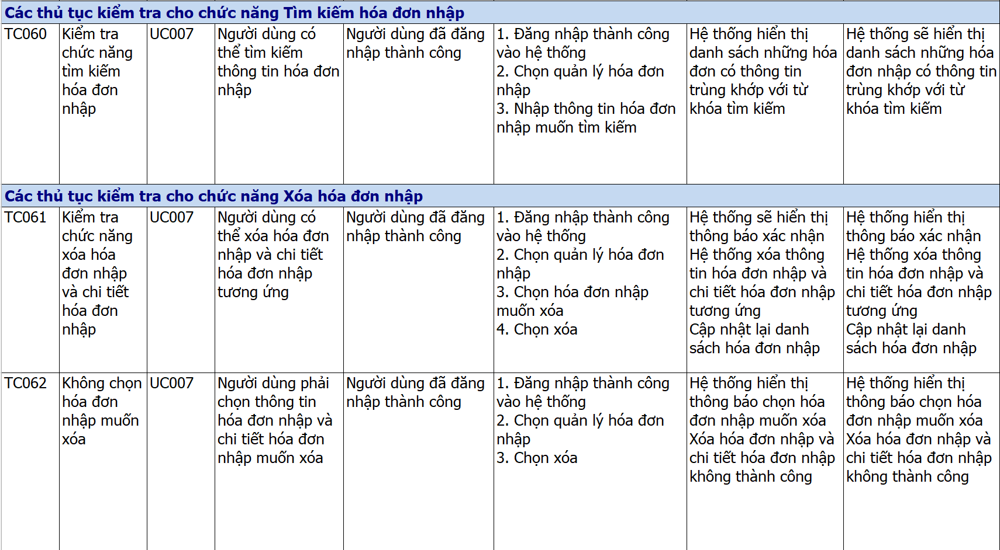 Các thủ tục kiểm tra cho chức năng Tìm kiếm hóa đơn nhập
TC060
Kiểm tra
chức năng
tìm kiếm
hóa đơn
nhập
UC007
Người dùng có
thể tìm kiếm
thông tin hóa đơn
nhập
Người dùng đã đăng
nhập thành công
1. Đăng nhập thành công
vào hệ thống
2. Chọn quản lý hóa đơn
nhập
3. Nhập thông tin hóa đơn
nhập muốn tìm kiếm
Hệ thống hiển thị
danh sách những hóa
đơn có thông tin
trùng khớp với từ
khóa tìm kiếm
Hệ thống sẽ hiển thị
danh sách những hóa
đơn nhập có thông tin
trùng khớp với từ
khóa tìm kiếm
Các thủ tục kiểm tra cho chức năng Xóa hóa đơn nhập
TC061
Kiểm tra
chức năng
xóa hóa
đơn nhập
và chi tiết
hóa đơn
nhập
UC007
Người dùng có
thể xóa hóa đơn
nhập và chi tiết
hóa đơn nhập
tương ứng
Người dùng đã đăng
nhập thành công
1. Đăng nhập thành công
vào hệ thống
2. Chọn quản lý hóa đơn
nhập
3. Chọn hóa đơn nhập
muốn xóa
4. Chọn xóa
Hệ thống sẽ hiển thị
thông báo xác nhận
Hệ thống xóa thông
tin hóa đơn nhập và
chi tiết hóa đơn nhập
tương ứng
Cập nhật lại danh
sách hóa đơn nhập
Hệ thống hiển thị
thông báo xác nhận
Hệ thống xóa thông
tin hóa đơn nhập và
chi tiết hóa đơn nhập
tương ứng
Cập nhật lại danh
sách hóa đơn nhập
TC062
Không chọn
hóa đơn
nhập muốn
xóa
UC007
Người dùng phải
chọn thông tin
hóa đơn nhập và
chi tiết hóa đơn
nhập muốn xóa
Người dùng đã đăng
nhập thành công
1. Đăng nhập thành công
vào hệ thống
2. Chọn quản lý hóa đơn
nhập
3. Chọn xóa
Hệ thống hiển thị
thông báo chọn hóa
đơn nhập muốn xóa
Xóa hóa đơn nhập và
chi tiết hóa đơn nhập
không thành công
Hệ thống hiển thị
thông báo chọn hóa
đơn nhập muốn xóa
Xóa hóa đơn nhập và
chi tiết hóa đơn nhập
không thành công